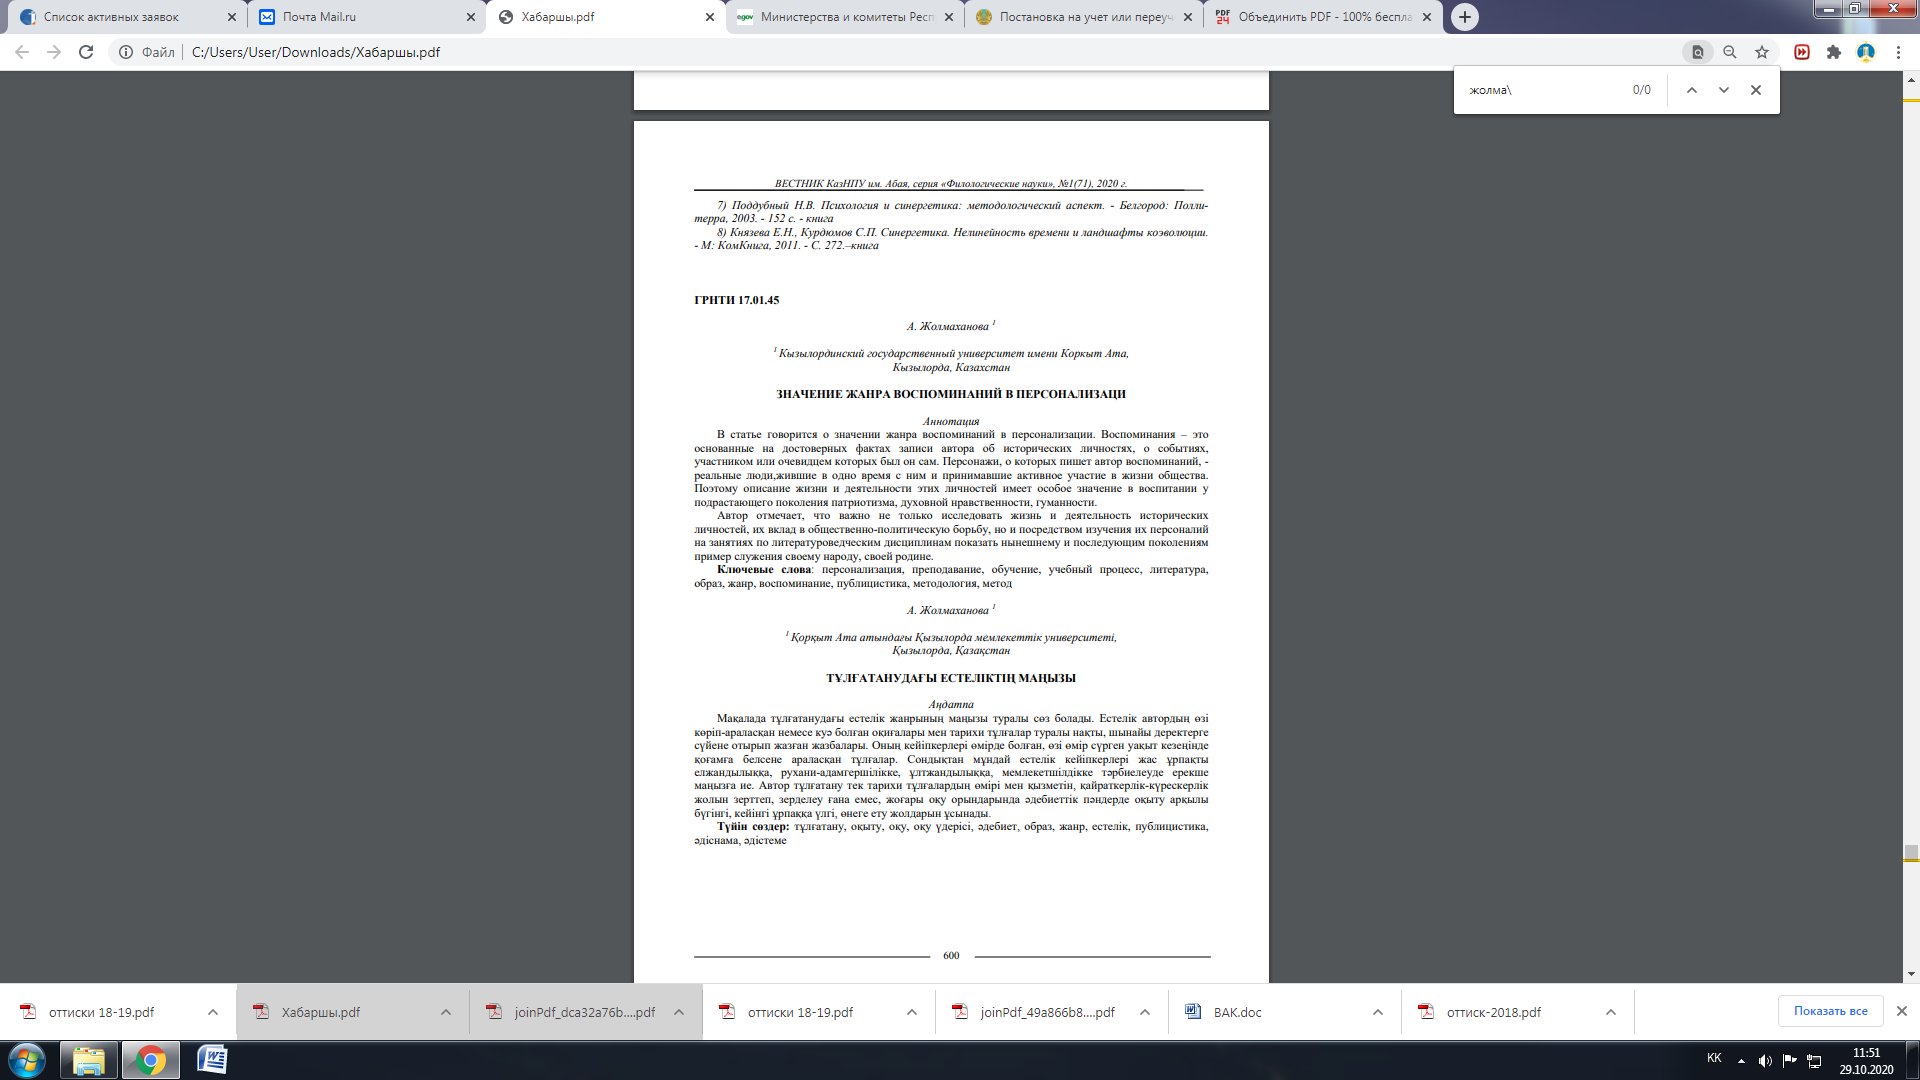 Список активных заявок
Почта Mail.ru
Хабаршы.pdf
Министерства и комитеты Респ
Постановка на учет или переуч
Объединить PDF - 100% беспла
Файл
C:/Users/User/Downloads/Хабаршы.pdf
жолма\
0/0
ВЕСТНИК КазНПУ им. Абая, серия «Филологические науки», №1(71), 2020 г.
7) Поддубный Н.В. Психология и синергетика: методологический аспект. - Белгород: Полли-
терра, 2003. - 152 с. - книга
8) Князева Е.Н., Курдюмов С.П. Синергетика. Нелинейность времени и ландшафты коэволюции.
- М: КомКнига, 2011. - С. 272.–книга
ГРНТИ 17.01.45
А. Жолмаханова 1
1 Кызылординский государственный университет имени Коркыт Ата,
Кызылорда, Казахстан
ЗНАЧЕНИЕ ЖАНРА ВОСПОМИНАНИЙ В ПЕРСОНАЛИЗАЦИ
Аннотация
В статье говорится о значении жанра воспоминаний в персонализации. Воспоминания – это
основанные на достоверных фактах записи автора об исторических личностях, о событиях,
участником или очевидцем которых был он сам. Персонажи, о которых пишет автор воспоминаний, -
реальные люди,жившие в одно время с ним и принимавшие активное участие в жизни общества.
Поэтому описание жизни и деятельности этих личностей имеет особое значение в воспитании у
подрастающего поколения патриотизма, духовной нравственности, гуманности.
Автор отмечает, что важно не только исследовать жизнь и деятельность исторических
личностей, их вклад в общественно-политическую борьбу, но и посредством изучения их персоналий
на занятиях по литературоведческим дисциплинам показать нынешнему и последующим поколениям
пример служения своему народу, своей родине.
Ключевые слова: персонализация, преподавание, обучение, учебный процесс, литература,
образ, жанр, воспоминание, публицистика, методология, метод
А. Жолмаханова 1
1 Қорқыт Ата атындағы Қызылорда мемлекеттік университеті,
Қызылорда, Қазақстан
ТҰЛҒАТАНУДАҒЫ ЕСТЕЛІКТІҢ МАҢЫЗЫ
Аңдатпа
Мақалада тұлғатанудағы естелік жанрының маңызы туралы сөз болады. Естелік автордың өзі
көріп-араласқан немесе куә болған оқиғалары мен тарихи тұлғалар туралы нақты, шынайы деректерге
сүйене отырып жазған жазбалары. Оның кейіпкерлері өмірде болған, өзі өмір сүрген уақыт кезеңінде
қоғамға белсене араласқан тұлғалар. Сондықтан мұндай естелік кейіпкерлері жас ұрпақты
елжандылыққа, рухани-адамгершілікке, ұлтжандылыққа, мемлекетшілдікке тәрбиелеуде ерекше
маңызға ие. Автор тұлғатану тек тарихи тұлғалардың өмірі мен қызметін, қайраткерлік-күрескерлік
жолын зерттеп, зерделеу ғана емес, жоғары оқу орындарында әдебиеттік пәндерде оқыту арқылы
бүгінгі, кейінгі ұрпаққа үлгі, өнеге ету жолдарын ұсынады.
Түйін сөздер: тұлғатану, оқыту, оқу, оқу үдерісі, әдебиет, образ, жанр, естелік, публицистика,
әдіснама, әдістеме
600
оттиски 18-19.pdf
Хабаршы.pdf
joinPdf_dca32a76b....pdf
оттиски 18-19.pdf
joinPdf_49a866b8....pdf
ВАК.doc
оттиск-2018.pdf
Показать все
KK
11:51
29.10.2020